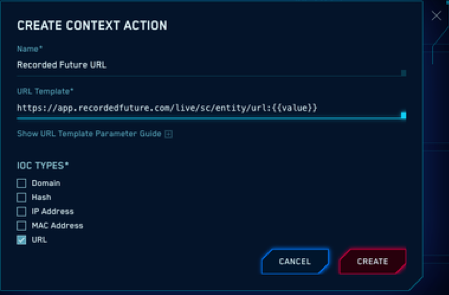 CREATE CONTEXT ACTION
Name*
Recorded Future URL
URL Template*
https://app.recordedfuture.com/live/sc/entity/url:{{value}}
Show URL Template Parameter Guide
IOC TYPES*
Domain
Hash
IP Address
MAC Address
URL
CANCEL
CREATE